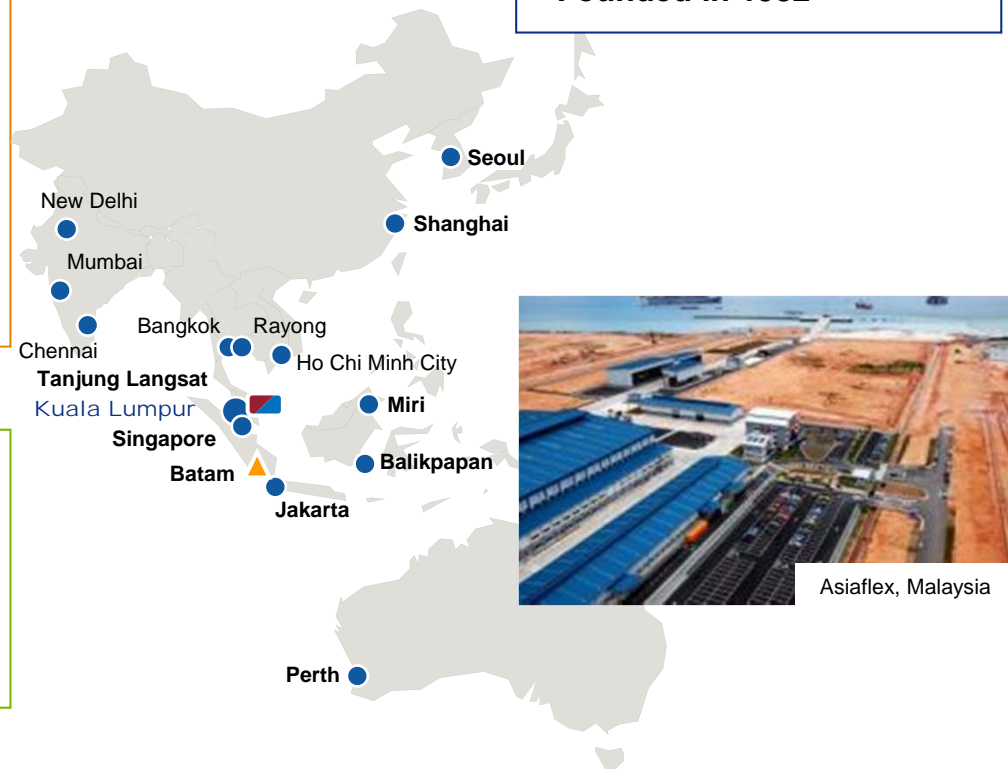 Seoul
New Delhi
Shanghai
Mumbai
Bangkok
Rayong
Chennai
Ho Chi Minh City
Tanjung Langsat
Kuala Lumpur
Miri
Singapore
Balikpapan
Batam
Jakarta
Asiaflex, Malaysia
Perth